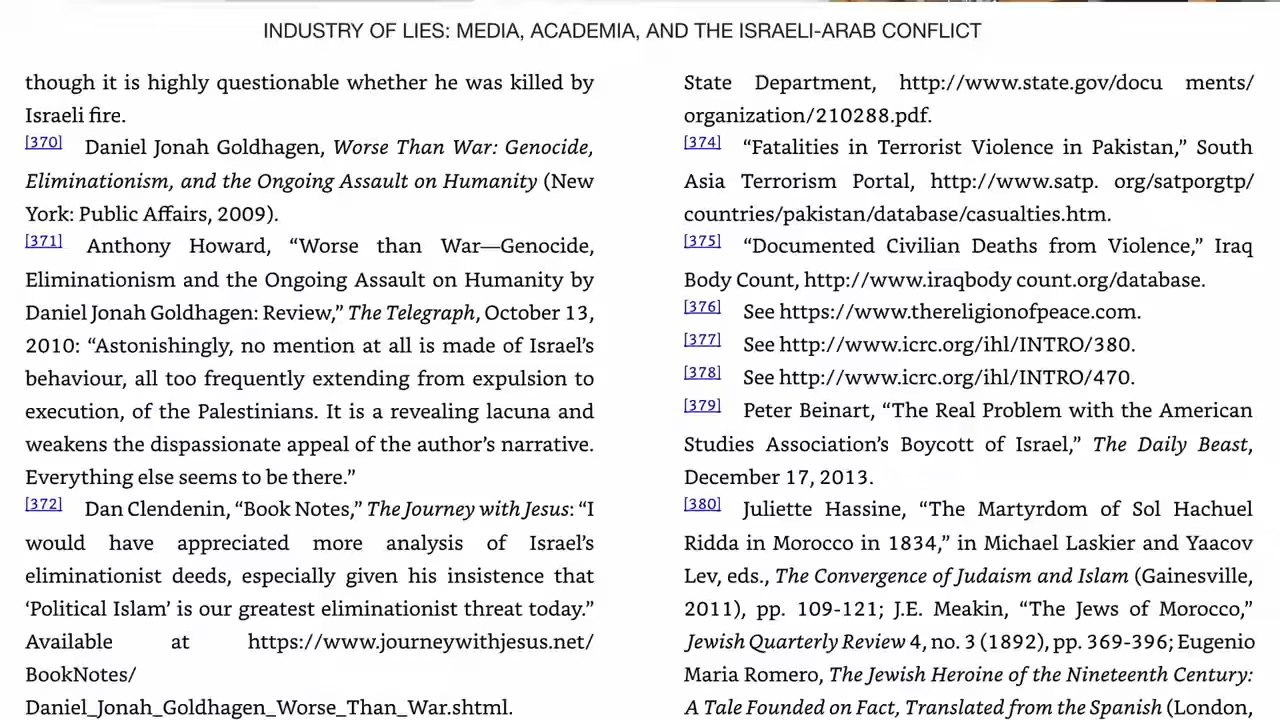 INDUSTRY OF LIES: MEDIA, ACADEMIA, AND THE ISRAELI-ARAB CONFLICT
though it is highly questionable whether he was killed by
Israeli fire.
[370] Daniel Jonah Goldhagen, Worse Than War: Genocide,
Eliminationism, and the Ongoing Assault on Humanity (New
York: Public Affairs, 2009).
[371] Anthony Howard, “Worse than War—Genocide,
Eliminationism and the Ongoing Assault on Humanity by
Daniel Jonah Goldhagen: Review,” The Telegraph, October 13,
2010: “Astonishingly, no mention at all is made of Israel’s
behaviour, all too frequently extending from expulsion to
execution, of the Palestinians. It is a revealing lacuna and
weakens the dispassionate appeal of the author’s narrative.
Everything else seems to be there.”
[372] Dan Clendenin, “Book Notes,” The Journey with Jesus: “I
would have appreciated more analysis of Israel’s
eliminationist deeds, especially given his insistence that
‘Political Islam’ is our greatest eliminationist threat today.”
Available at https://www.journeywithjesus.net/
BookNotes/
Daniel_Jonah_Goldhagen_Worse_Than_War.shtml.
State Department, http://www.state.gov/docu ments/
organization/210288.pdf.
[374] “Fatalities in Terrorist Violence in Pakistan,” South
Asia Terrorism Portal, http://www.satp. org/satporgtp/
countries/pakistan/database/casualties.htm.
[375] “Documented Civilian Deaths from Violence,” Iraq
Body Count, http://www.iraqbody count.org/database.
[376] See https://www.thereligionofpeace.com.
[377] See http://www.icrc.org/ihl/INTRO/380.
[378] See http://www.icrc.org/ihl/INTRO/470.
[379] Peter Beinart, “The Real Problem with the American
Studies Association’s Boycott of Israel,” The Daily Beast,
December 17, 2013.
[380] Juliette Hassine, “The Martyrdom of Sol Hachuel
Ridda in Morocco in 1834,” in Michael Laskier and Yaacov
Lev, eds., The Convergence of Judaism and Islam (Gainesville,
2011), pp. 109-121; J.E. Meakin, “The Jews of Morocco,”
Jewish Quarterly Review 4, no. 3 (1892), pp. 369-396; Eugenio
Maria Romero, The Jewish Heroine of the Nineteenth Century:
A Tale Founded on Fact, Translated from the Spanish (London,